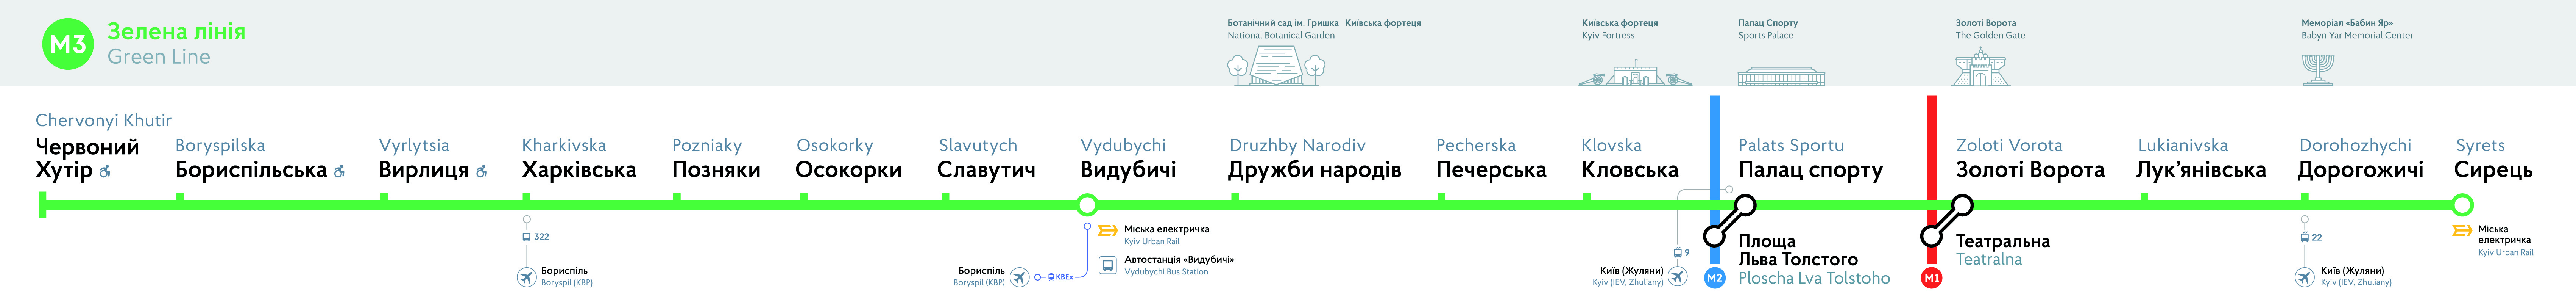 M3
Зелена лінія
Green Line
Ботанічний сад ім. Гришка
National Botanical Garden
Київська фортеця
Київська фортеця
Kyiv Fortress
Палац Спорту
Sports Palace
Золоті Ворота
The Golden Gate
Меморіал «Бабин Яр»
Babyn Yar Memorial Center
Chervonyi Khutir
Червоний
Хутір
Boryspilska
Бориспільська
Vyrlytsia
Вирлиця
Kharkivska
Харківська
Pozniaky
Позняки
Osokorky
Осокорки
Slavutych
Славутич
Vydubychi
Видубичі
Druzhby Narodiv
Дружби народів
Pecherska
Печерська
Klovska
Кловська
Palats Sportu
Палац спорту
Zoloti Vorota
Золоті Ворота
Lukianivska
Лук’янівська
Dorohozhychi
Дорогожичі
Syrets
Сирець
322
Бориспіль
Boryspil (KBP)
Бориспіль
Boryspil (KBP)
KBEx
Міська електричка
Kyiv Urban Rail
Автостанція «Видубичі»
Vydubychi Bus Station
9
Київ (Жуляни)
Kyiv (IEV, Zhuliany)
M2
Площа
Льва Толстого
Ploscha Lva Tolstoho
M1
Театральна
Teatralna
22
Київ (Жуляни)
Kyiv (IEV, Zhuliany)
Міська
електричка
Kyiv Urban Rail